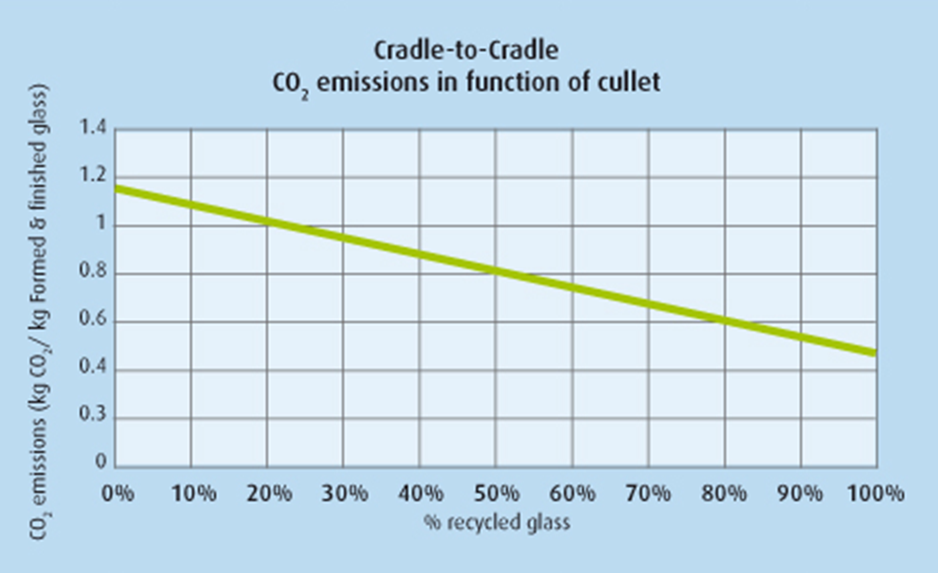 Cradle-to-Cradle
CO₂ emissions in function of cullet
CO₂ emissions (kg CO₂/ kg Formed & finished glass)
1.4
1.2
1
0.8
0.6
0.4
0.3
0
0% 10% 20% 30% 40% 50% 60% 70% 80% 90% 100%
% recycled glass